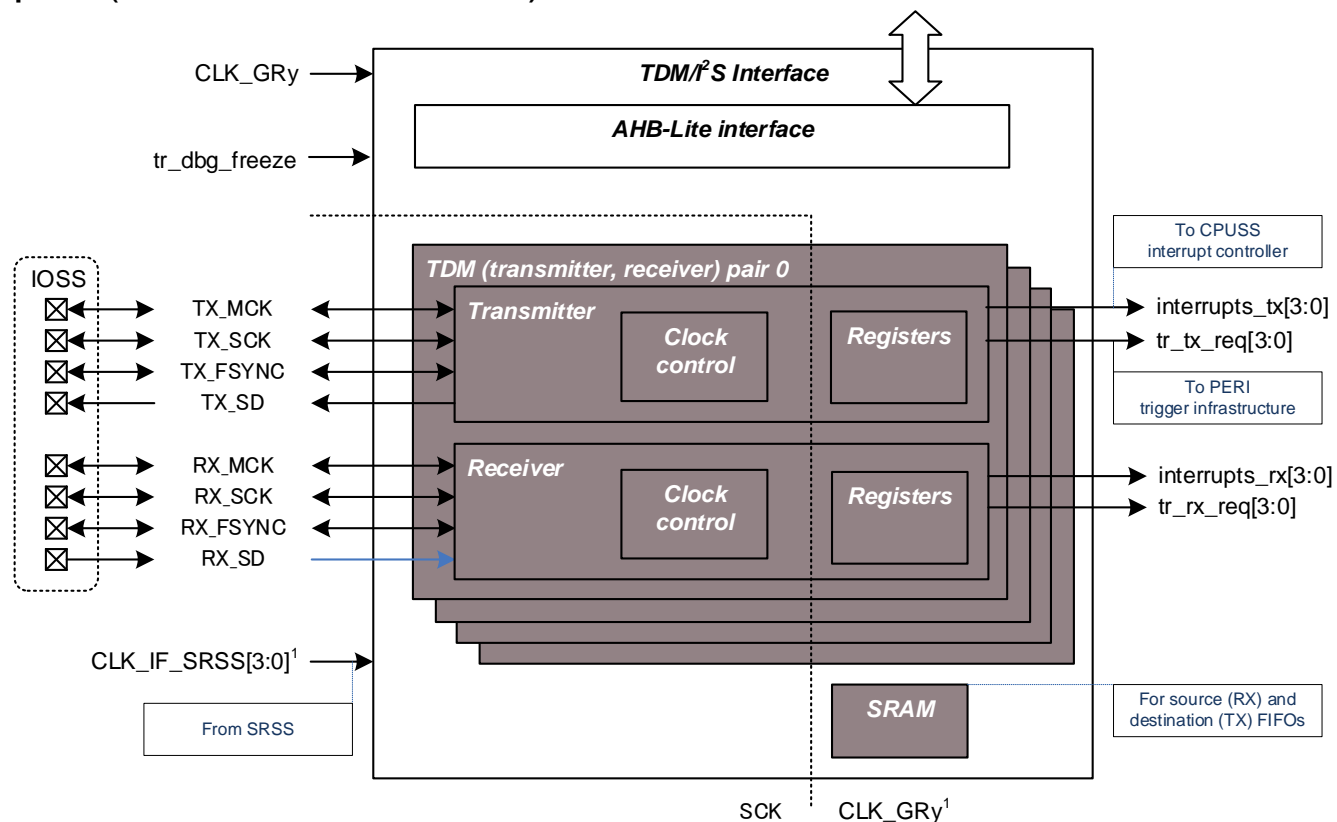 CLK_GRy
TDM/I²S Interface
AHB-Lite interface
tr_dbg_freeze
To CPUSS
interrupt controller
IOSS
TDM (transmitter, receiver) pair 0
TX_MCK
Transmitter
interrupts_tx[3:0]
TX_SCK
Clock
control
Registers
tr_tx_req[3:0]
TX_FSYNC
TX_SD
To PERI
trigger infrastructure
RX_MCK
Receiver
interrupts_rx[3:0]
RX_SCK
Clock
control
Registers
tr_rx_req[3:0]
RX_FSYNC
RX_SD
CLK_IF_SRSS[3:0]¹
From SRSS
SRAM
For source (RX) and
destination (TX) FIFOs
SCK
CLK_GRy¹